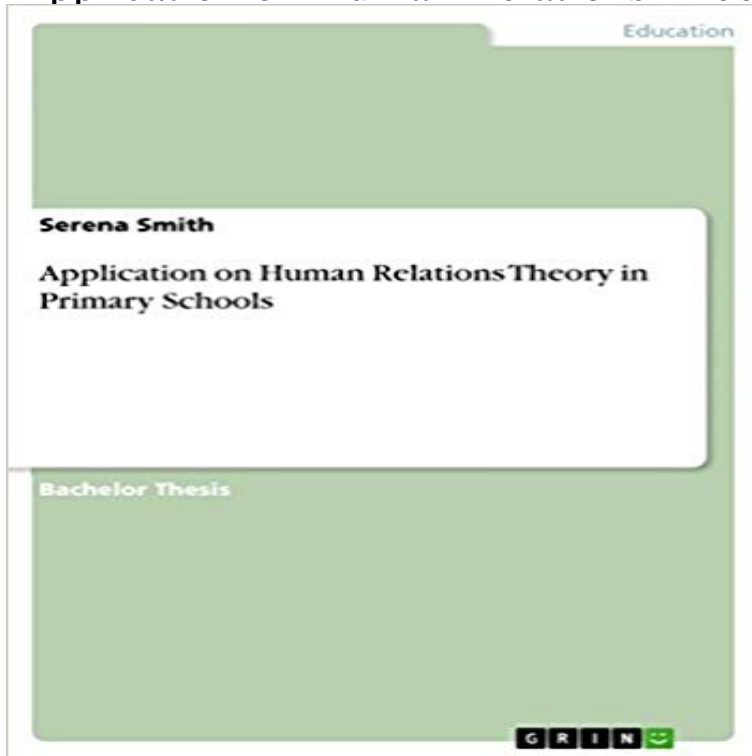 Education
Serena Smith
Application on Human Relations Theory in
Primary Schools
Bachelor Thesis
GRIN